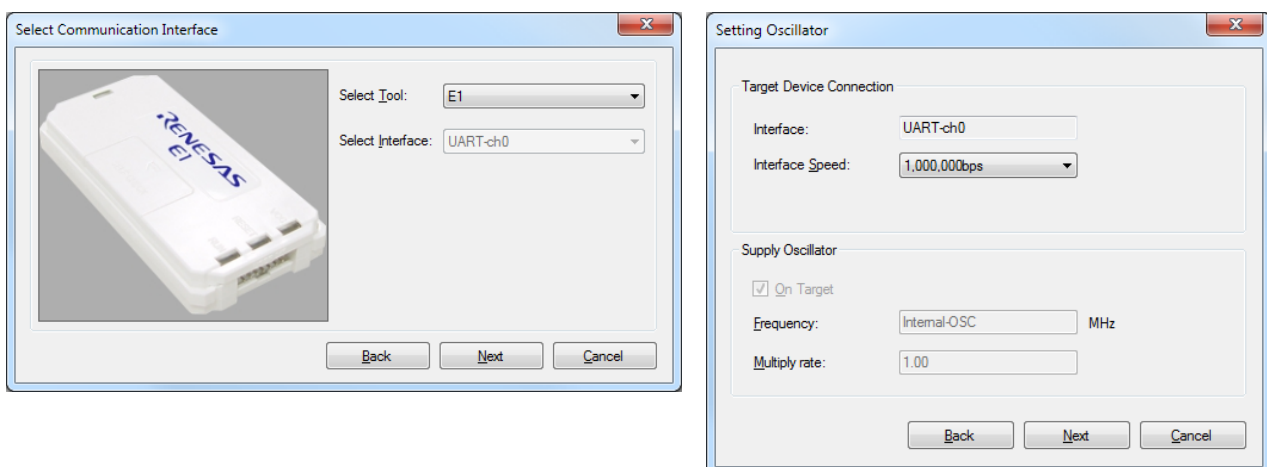 Select Communication Interface
RENESAS
E1
Select Tool: E1
Select Interface: UART-ch0
Back Next Cancel
Setting Oscillator
Target Device Connection
Interface: UART-ch0
Interface Speed: 1,000,000bps
Supply Oscillator
On Target
Frequency: Internal-OSC MHz
Multiply rate: 1.00
Back Next Cancel